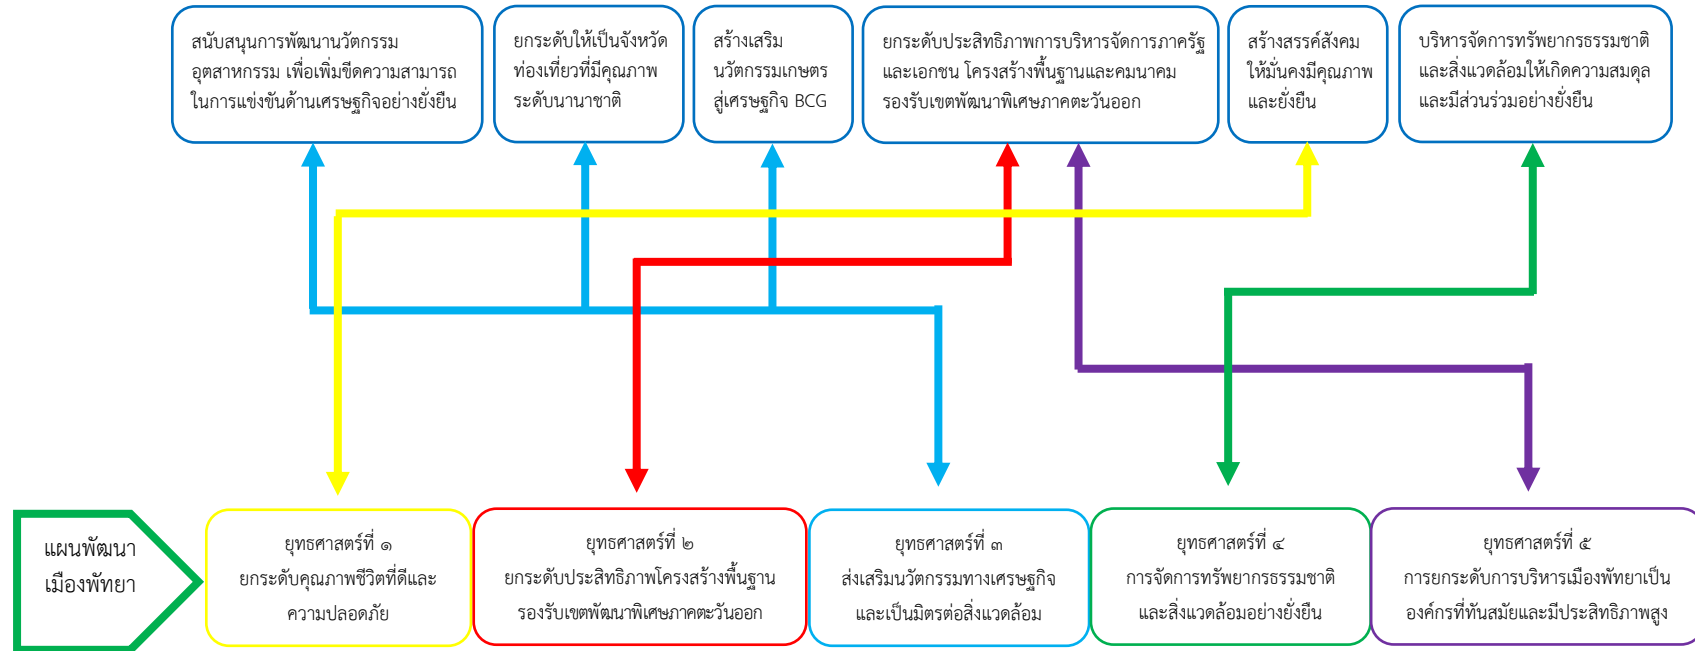 สนับสนุนการพัฒนานวัตกรรม
อุตสาหกรรม เพื่อเพิ่มขีดความสามารถ
ในการแข่งขันด้านเศรษฐกิจอย่างยั่งยืน
ยกระดับให้เป็นจังหวัด
ท่องเที่ยวที่มีคุณภาพ
ระดับนานาชาติ
สร้างเสริม
นวัตกรรมเกษตร
สู่เศรษฐกิจ BCG
ยกระดับประสิทธิภาพการบริหารจัดการภาครัฐ
และเอกชน โครงสร้างพื้นฐานและคมนาคม
รองรับเขตพัฒนาพิเศษภาคตะวันออก
สร้างสรรค์สังคม
ให้มั่นคงมีคุณภาพ
และยั่งยืน
บริหารจัดการทรัพยากรธรรมชาติ
และสิ่งแวดล้อมให้เกิดความสมดุล
และมีส่วนร่วมอย่างยั่งยืน
แผนพัฒนา
เมืองพัทยา
ยุทธศาสตร์ที่ ๑
ยกระดับคุณภาพชีวิตที่ดีและ
ความปลอดภัย
ยุทธศาสตร์ที่ ๒
ยกระดับประสิทธิภาพโครงสร้างพื้นฐาน
รองรับเขตพัฒนาพิเศษภาคตะวันออก
ยุทธศาสตร์ที่ ๓
ส่งเสริมนวัตกรรมทางเศรษฐกิจ
และเป็นมิตรต่อสิ่งแวดล้อม
ยุทธศาสตร์ที่ ๔
การจัดการทรัพยากรธรรมชาติ
และสิ่งแวดล้อมอย่างยั่งยืน
ยุทธศาสตร์ที่ ๕
การยกระดับการบริหารเมืองพัทยาเป็น
องค์กรที่ทันสมัยและมีประสิทธิภาพสูง